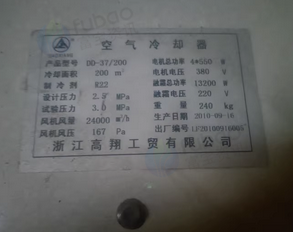 空气冷却器
产品型号 DD-37/200 电机总功率 4*550 W
冷却面积 200 m² 电机电压 380 V
制冷剂 R22 融霜总功率 13200 W
设计压力 2.5 MPa 融霜电压 220 V
试验压力 3.0 MPa 重量 240 kg
风机风量 24000 m³/h 生产日期 2010-09-16
风机风压 167 Pa 出厂编号
浙江高翔工贸有限公司